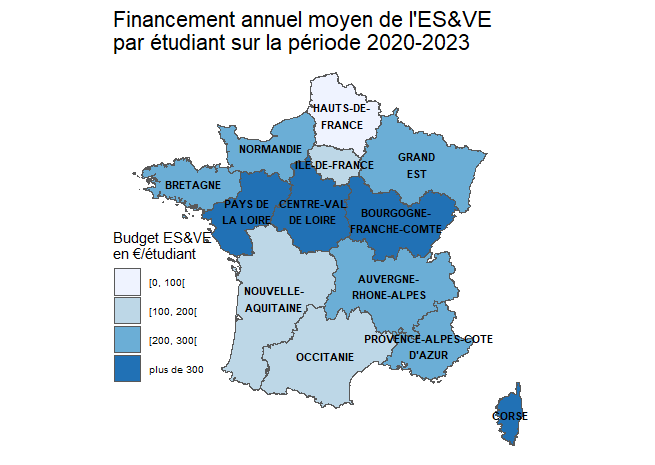 Financement annuel moyen de l'ES&VE
par étudiant sur la période 2020-2023
HAUTS-DE-
FRANCE
NORMANDIE
ILE-DE-FRANCE
GRAND
EST
BRETAGNE
PAYS DE
LA LOIRE
CENTRE-VAL
DE LOIRE
BOURGOGNE-
FRANCHE-COMTE
Budget ES&VE
en €/étudiant
[0, 100[
[100, 200[
[200, 300[
plus de 300
NOUVELLE-
AQUITAINE
AUVERGNE-
RHONE-ALPES
OCCITANIE
PROVENCE-ALPES-COTE
D'AZUR
CORSE